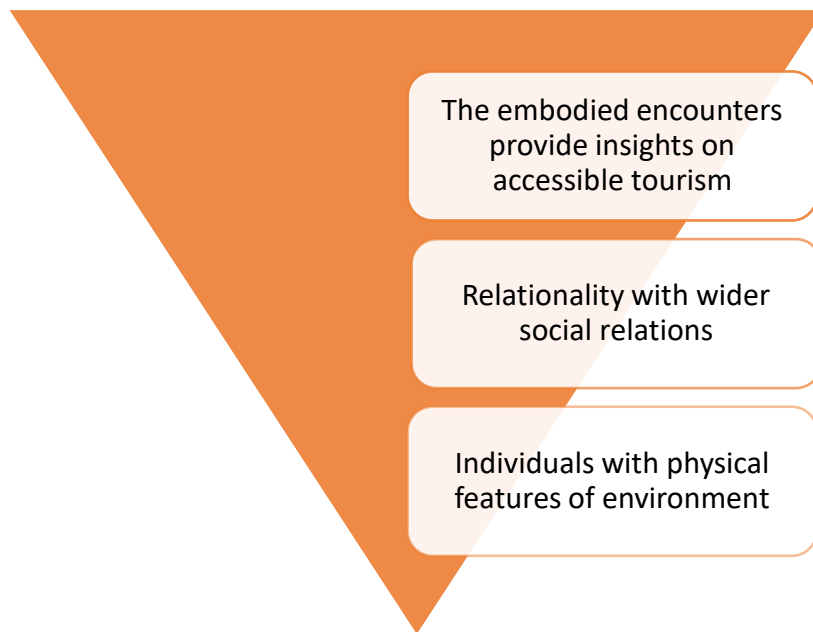 The embodied encounters
provide insights on
accessible tourism
Relationality with wider
social relations
Individuals with physical
features of environment